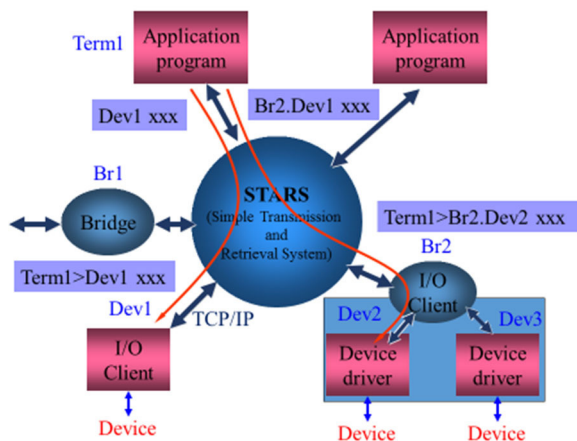 Term1
Application
program
Application
program
Dev1 xxx
Br2.Dev1 xxx
Br1
Bridge
STARS
(Simple Transmission
and
Retrieval System)
Term1>Br2.Dev2 xxx
Br2
I/O
Client
Term1>Dev1 xxx
Dev1
TCP/IP
Dev2
Dev3
I/O
Client
Device
driver
Device
driver
Device
Device
Device